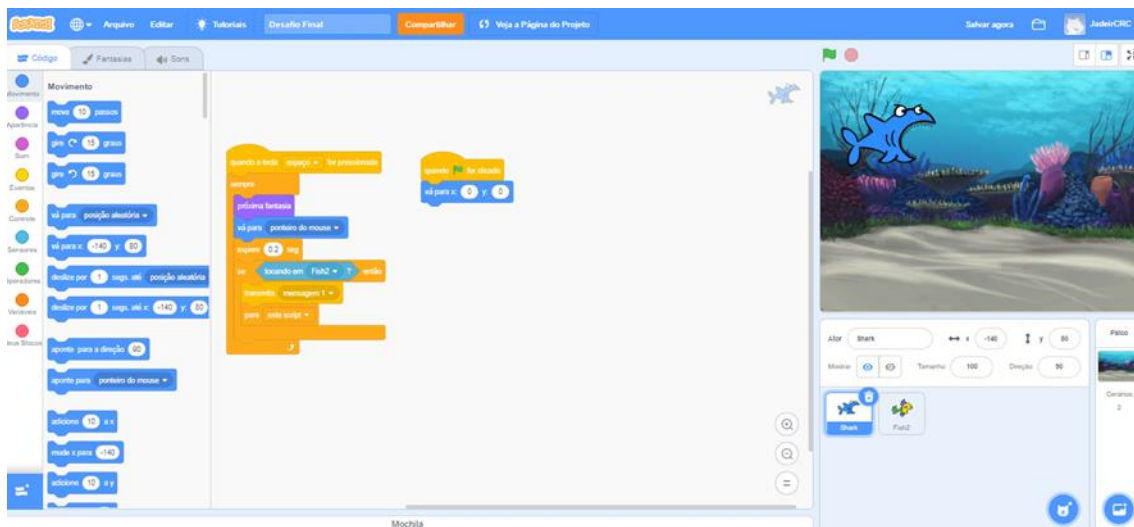 SCRATCH
Arquivo Editar Tutoriais Desafio Final Compartilhar Veja a Página do Projeto Salvar agora JadeirCRC
Código Fantasias Sons
Movimento
Aparência
Som
Eventos
Controle
Sensores
Operadores
Variáveis
Meus Blocos
Movimento
mova 10 passos
gire 15 graus
gire 15 graus
vá para posição aleatória
vá para x: -140 y: 80
deslize por 1 segs. até posição aleatória
deslize por 1 segs. até x: -140 y: 80
aponte para a direção 90
aponte para ponteiro do mouse
adicione 10 a x
mude x para -140
adicione 10 a y
quando a tecla espaço for pressionada
sempre
próxima fantasia
vá para ponteiro do mouse
espere 0.2 seg
se tocando em Fish2 ? então
transmita mensagem 1
pare este script
quando for clicado
vá para x: 0 y: 0
Mochila
Ator Shark x -140 y 80
Mostrar Tamanho 100 Direção 90
Shark
Fish2
Palco
Cenários
2